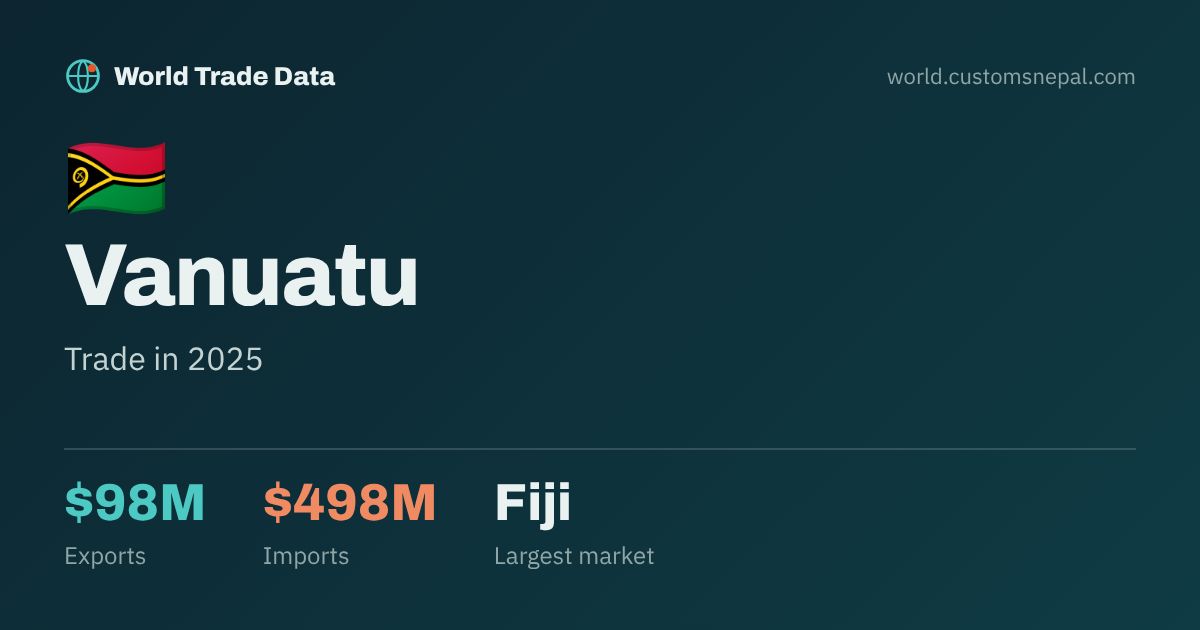 World Trade Data
world.customsnepal.com
Vanuatu
Trade in 2025
$98M
Exports
$498M
Imports
Fiji
Largest market